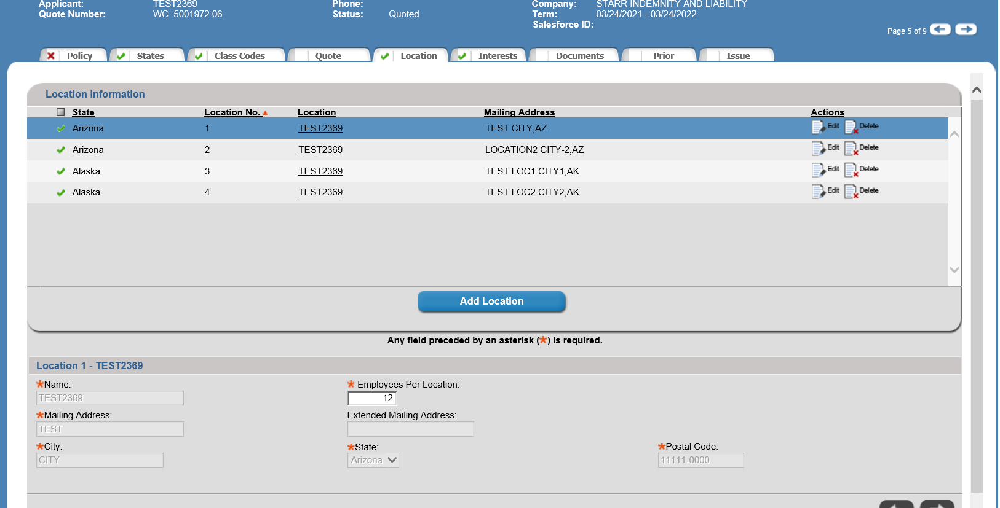 Applicant: TEST2369 Phone: Company: STARR INDEMNITY AND LIABILITY
Quote Number: WC 5001972 06 Status: Quoted Term: 03/24/2021 - 03/24/2022
Salesforce ID:
Page 5 of 9
Policy States Class Codes Quote Location Interests Documents Prior Issue
Location Information
State Location No. Location Mailing Address Actions
Arizona 1 TEST2369 TEST CITY,AZ Edit Delete
Arizona 2 TEST2369 LOCATION2 CITY-2,AZ Edit Delete
Alaska 3 TEST2369 TEST LOC1 CITY1,AK Edit Delete
Alaska 4 TEST2369 TEST LOC2 CITY2,AK Edit Delete
Add Location
Any field preceded by an asterisk (*) is required.
Location 1 - TEST2369
*Name: * Employees Per Location:
TEST2369 12
*Mailing Address: Extended Mailing Address:
TEST
*City: *State: *Postal Code:
CITY Arizona 11111-0000